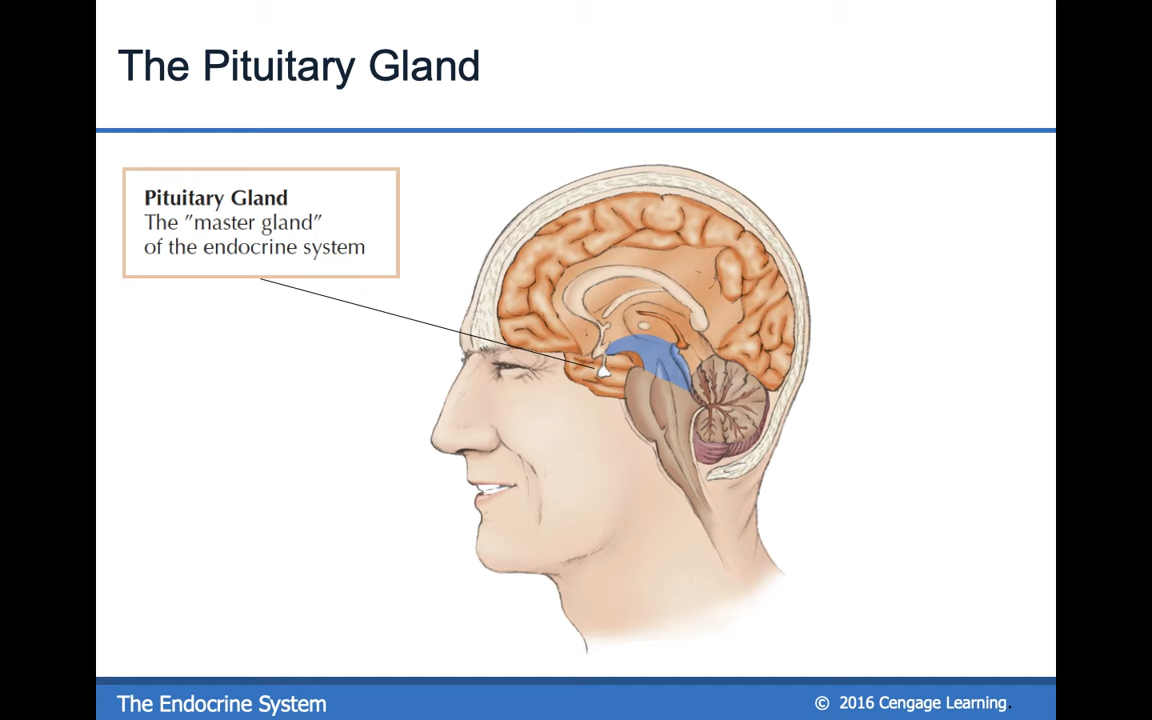 The Pituitary Gland
Pituitary Gland
The ”master gland”
of the endocrine system
The Endocrine System
© 2016 Cengage Learning.